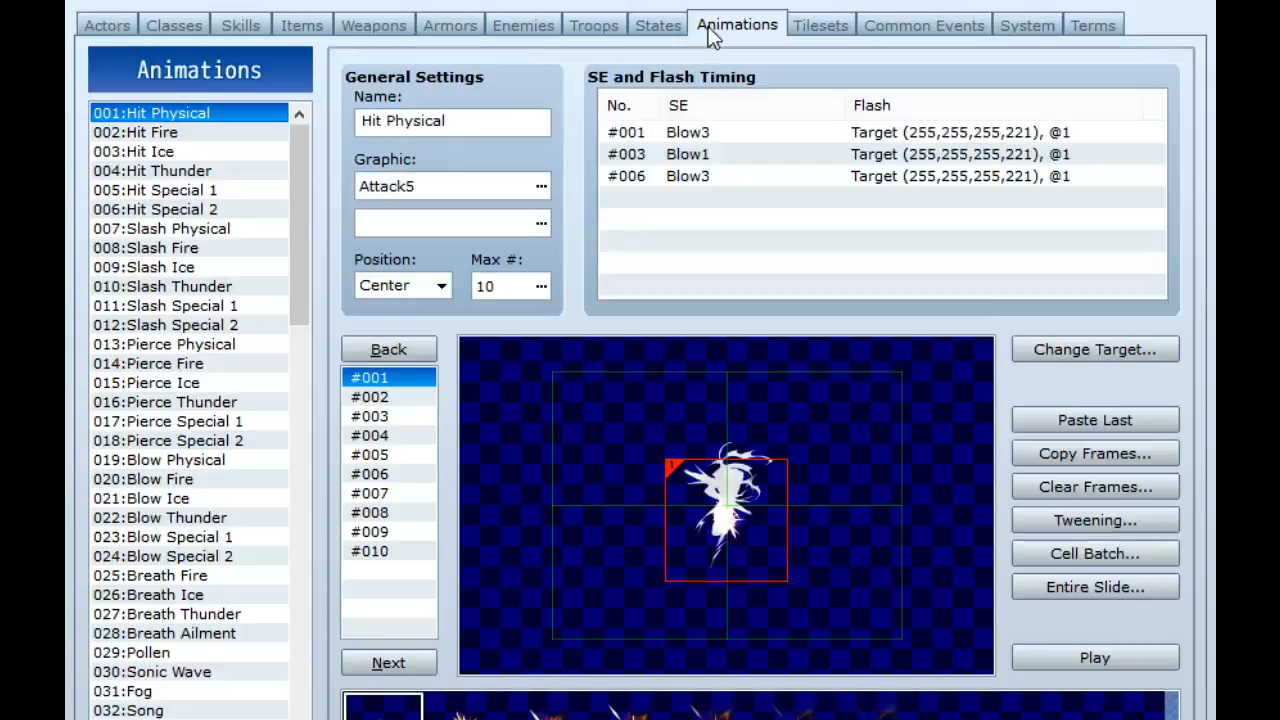 Actors Classes Skills Items Weapons Armors Enemies Troops States Animations Tilesets Common Events System Terms
Animations
001:Hit Physical
002:Hit Fire
003:Hit Ice
004:Hit Thunder
005:Hit Special 1
006:Hit Special 2
007:Slash Physical
008:Slash Fire
009:Slash Ice
010:Slash Thunder
011:Slash Special 1
012:Slash Special 2
013:Pierce Physical
014:Pierce Fire
015:Pierce Ice
016:Pierce Thunder
017:Pierce Special 1
018:Pierce Special 2
019:Blow Physical
020:Blow Fire
021:Blow Ice
022:Blow Thunder
023:Blow Special 1
024:Blow Special 2
025:Breath Fire
026:Breath Ice
027:Breath Thunder
028:Breath Ailment
029:Pollen
030:Sonic Wave
031:Fog
032:Song
General Settings
Name:
Hit Physical
Graphic:
Attack5 ...
...
Position: Max #:
Center 10 ...
SE and Flash Timing
No. SE Flash
#001 Blow3 Target (255,255,255,221), @1
#003 Blow1 Target (255,255,255,221), @1
#006 Blow3 Target (255,255,255,221), @1
Back
#001
#002
#003
#004
#005
#006
#007
#008
#009
#010
Next
1
Change Target...
Paste Last
Copy Frames...
Clear Frames...
Tweening...
Cell Batch...
Entire Slide...
Play